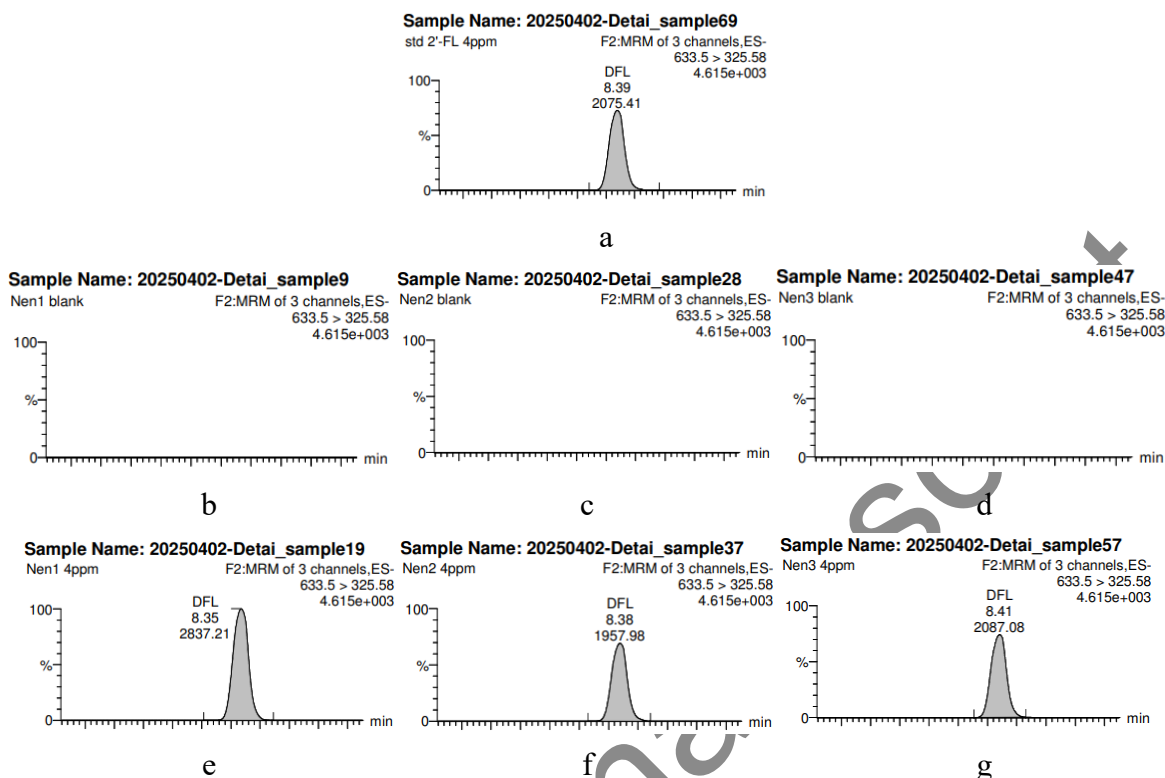 Sample Name: 20250402-Detai_sample69
std 2'-FL 4ppm
F2:MRM of 3 channels,ES-
633.5 > 325.58
4.615e+003
DFL
8.39
2075.41
100
%
0
min
a
Sample Name: 20250402-Detai_sample9
Nen1 blank
F2:MRM of 3 channels,ES-
633.5 > 325.58
4.615e+003
100
%
0
min
b
Sample Name: 20250402-Detai_sample28
Nen2 blank
F2:MRM of 3 channels,ES-
633.5 > 325.58
4.615e+003
100
%
0
min
c
Sample Name: 20250402-Detai_sample47
Nen3 blank
F2:MRM of 3 channels,ES-
633.5 > 325.58
4.615e+003
100
%
0
min
d
Sample Name: 20250402-Detai_sample19
Nen1 4ppm
F2:MRM of 3 channels,ES-
633.5 > 325.58
4.615e+003
DFL
8.35
2837.21
100
%
0
min
e
Sample Name: 20250402-Detai_sample37
Nen2 4ppm
F2:MRM of 3 channels,ES-
633.5 > 325.58
4.615e+003
DFL
8.38
1957.98
100
%
0
min
f
Sample Name: 20250402-Detai_sample57
Nen3 4ppm
F2:MRM of 3 channels,ES-
633.5 > 325.58
4.615e+003
DFL
8.41
2087.08
100
%
0
min
g